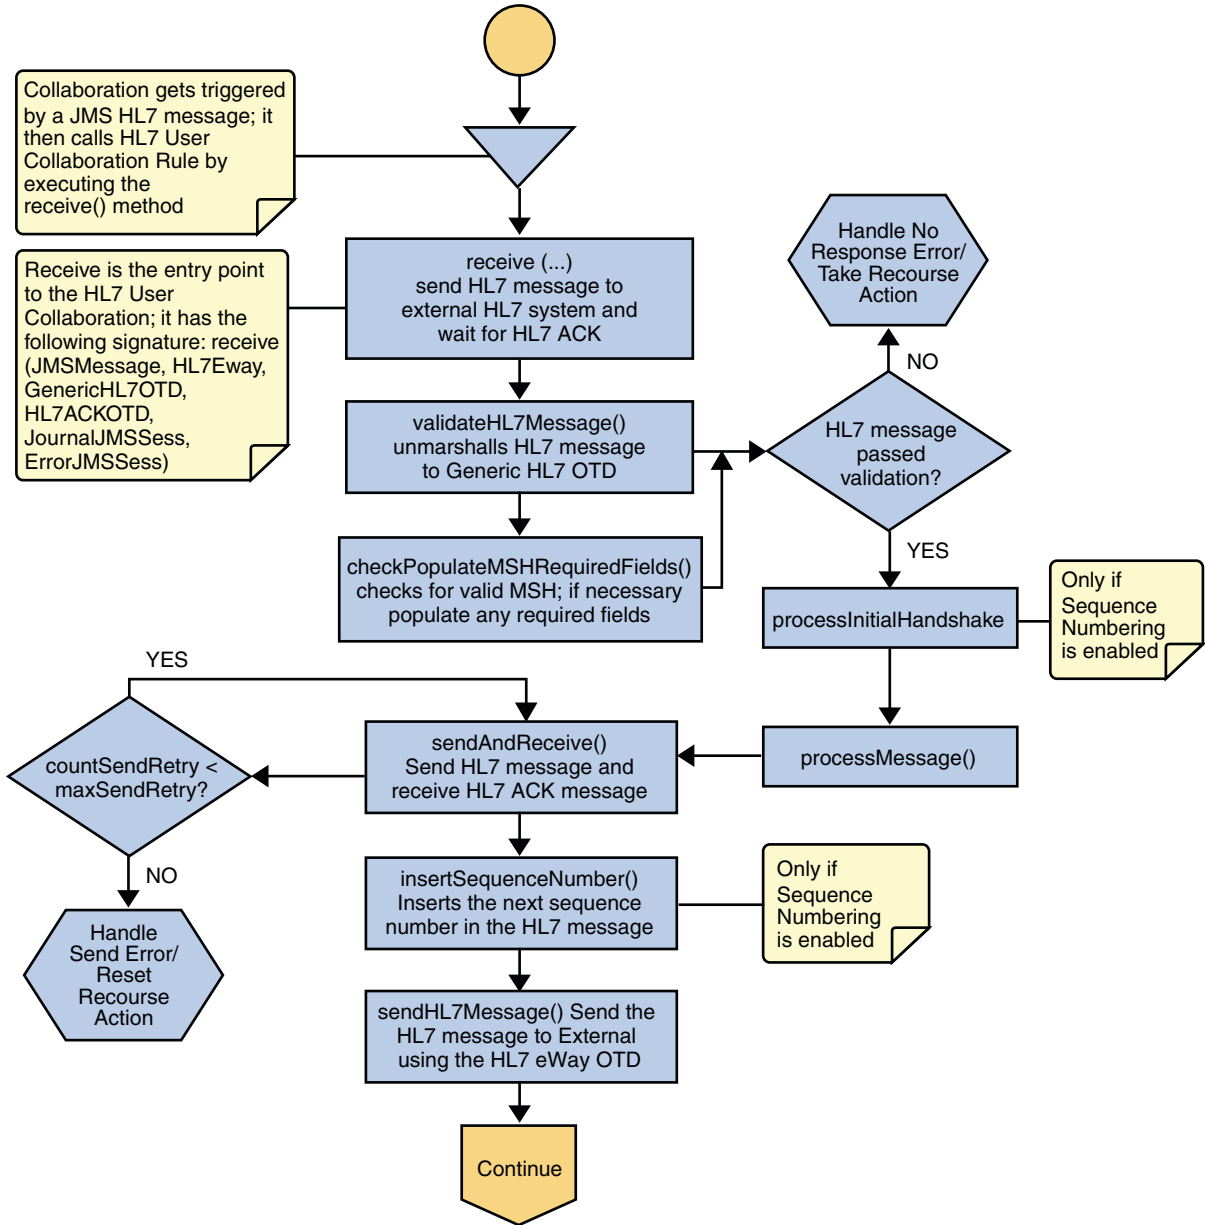 Collaboration gets triggered
by a JMS HL7 message; it
then calls HL7 User
Collaboration Rule by
executing the
receive() method
Receive is the entry point
to the HL7 User
Collaboration; it has the
following signature: receive
(JMSMessage, HL7Eway,
GenericHL7OTD,
HL7ACKOTD,
JournalJMSSess,
ErrorJMSSess)
receive (...)
send HL7 message to
external HL7 system and
wait for HL7 ACK
Handle No
Response Error/
Take Recourse
Action
NO
validateHL7Message()
unmarshalls HL7 message
to Generic HL7 OTD
HL7 message
passed
validation?
YES
checkPopulateMSHRequiredFields()
checks for valid MSH; if necessary
populate any required fields
processInitialHandshake
Only if
Sequence
Numbering
is enabled
YES
countSendRetry <
maxSendRetry?
sendAndReceive()
Send HL7 message and
receive HL7 ACK message
processMessage()
NO
Handle
Send Error/
Reset
Recourse
Action
insertSequenceNumber()
Inserts the next sequence
number in the HL7 message
Only if
Sequence
Numbering
is enabled
sendHL7Message() Send the
HL7 message to External
using the HL7 eWay OTD
Continue